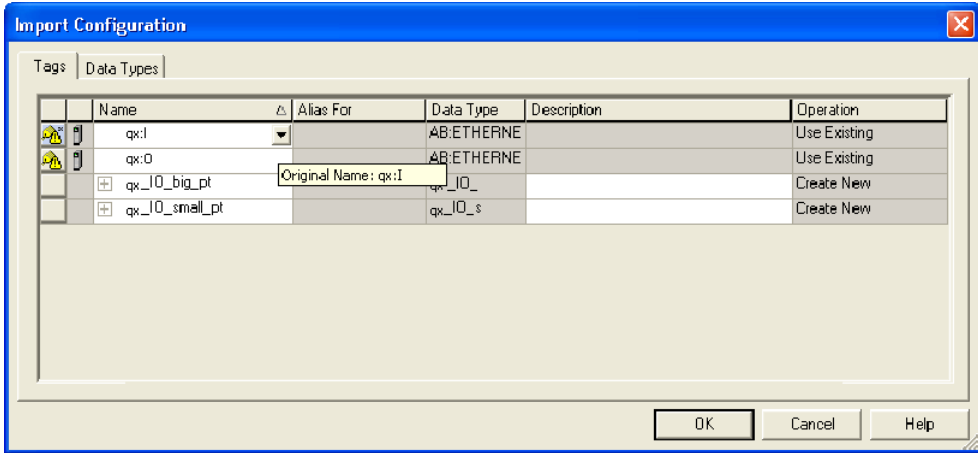 Import Configuration
Tags Data Types
Name Alias For Data Type Description Operation
qx:I AB:ETHERNE Use Existing
qx:O AB:ETHERNE Use Existing
Original Name: qx:I
qx_IO_big_pt qx_IO_ Create New
qx_IO_small_pt qx_IO_s Create New
OK Cancel Help